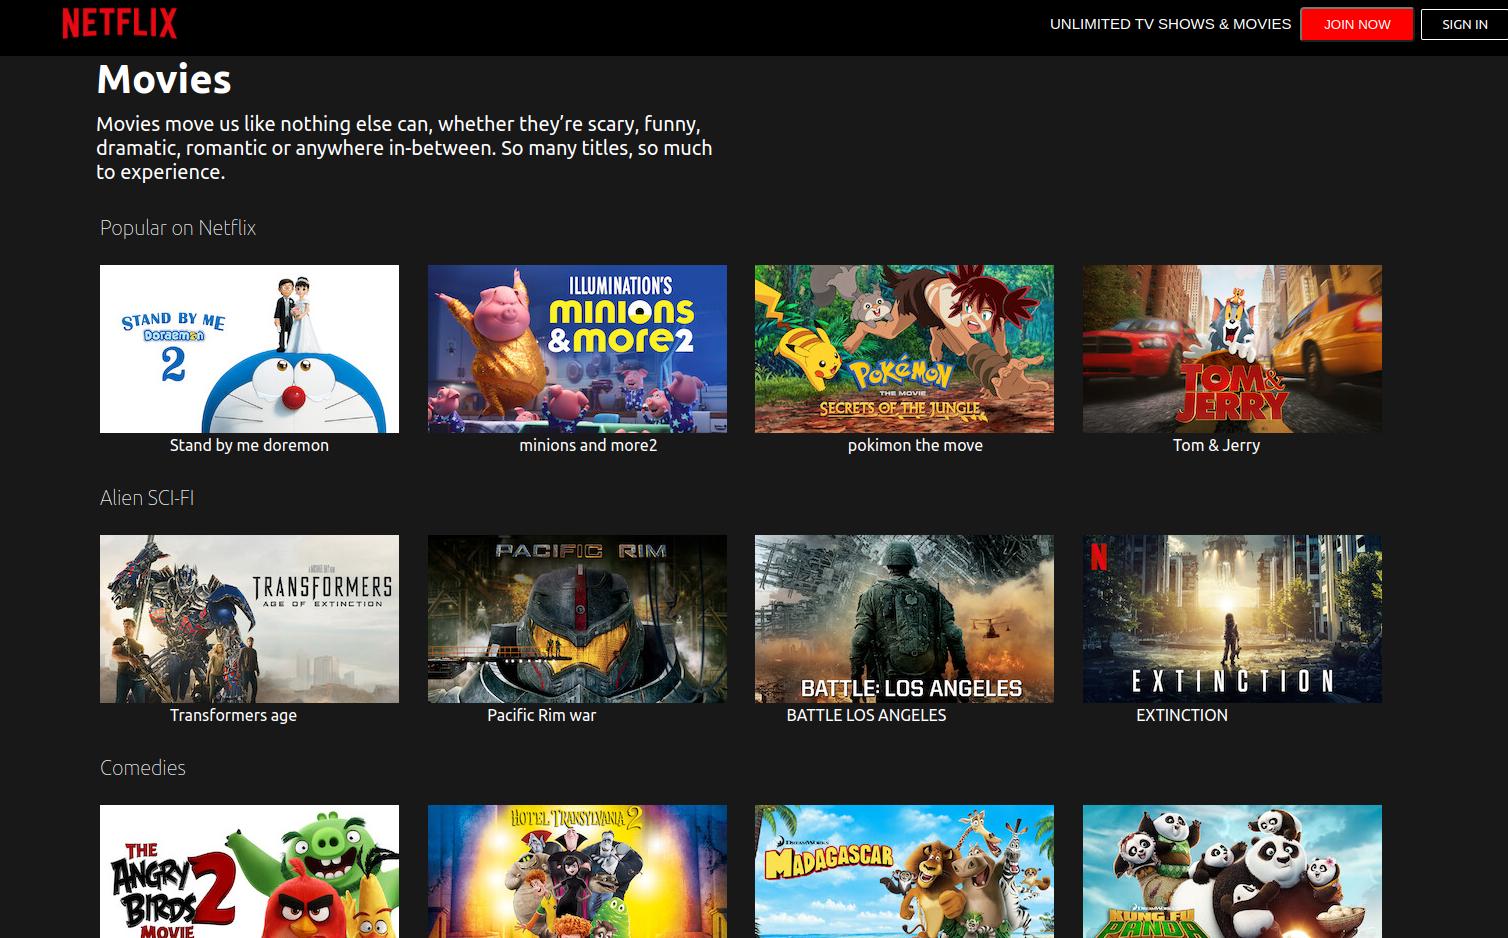 NETFLIX
UNLIMITED TV SHOWS & MOVIES JOIN NOW SIGN IN
Movies
Movies move us like nothing else can, whether they’re scary, funny,
dramatic, romantic or anywhere in-between. So many titles, so much
to experience.
Popular on Netflix
STAND BY ME
Doraemon
2
ILLUMINATION'S
minions
&more2
POKéMON
THE MOVIE
SECRETS OF THE JUNGLE
TOM&
JERRY
Stand by me doremon
minions and more2
pokimon the move
Tom & Jerry
Alien SCI-FI
TRANSFORMERS
AGE OF EXTINCTION
PACIFIC RIM
BATTLE: LOS ANGELES
N
EXTINCTION
Transformers age
Pacific Rim war
BATTLE LOS ANGELES
EXTINCTION
Comedies
THE
ANGRY
BIRDS 2
MOVIE
HOTEL TRANSYLVANIA 2
DREAMWORKS
MADAGASCAR
DREAMWORKS
KUNG FU
PANDA